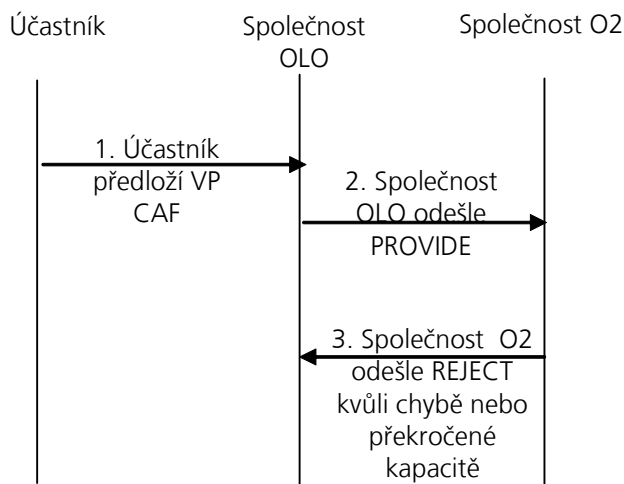 Účastník
Společnost
OLO
Společnost O2
1. Účastník
předloží VP
CAF
2. Společnost
OLO odešle
PROVIDE
3. Společnost O2
odešle REJECT
kvůli chybě nebo
překročené
kapacitě